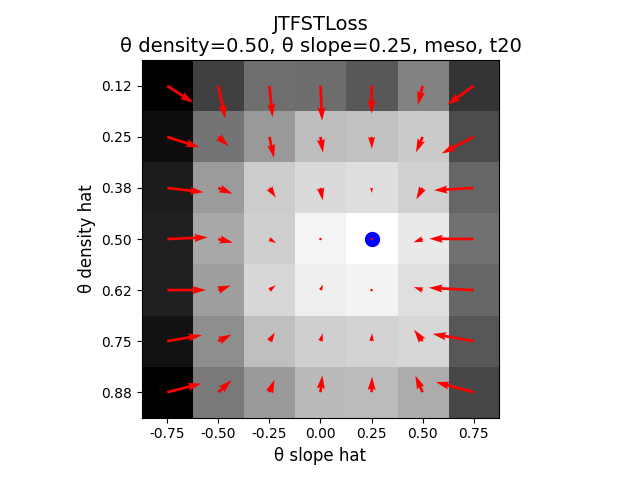 JTFSTLoss
θ density=0.50, θ slope=0.25, meso, t20
θ density hat
0.12
0.25
0.38
0.50
0.62
0.75
0.88
-0.75 -0.50 -0.25 0.00 0.25 0.50 0.75
θ slope hat